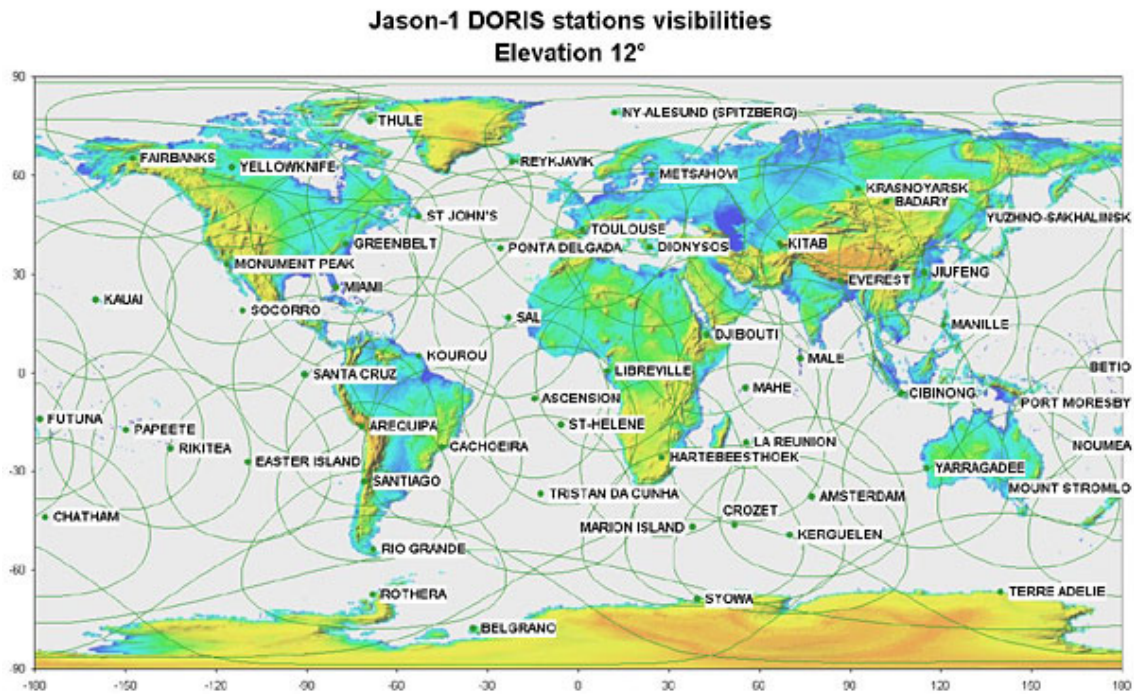 Jason-1 DORIS stations visibilities
Elevation 12°
90
THULE
NY-ALESUND (SPITZBERG)
FAIRBANKS
YELLOWKNIFE
REYKJAVIK
METSAHOVI
60
KRASNOYARSK
BADARY
ST JOHN'S
YUZHNO-SAKHALINSK
TOULOUSE
GREENBELT
PONTA DELGADA
DIONYSOS
KITAB
MONUMENT PEAK
30
EVEREST
JIUFENG
MIAMI
KAUAI
SOCORRO
SAL
MANILLE
DJIBOUTI
KOUROU
MALE
0
SANTA CRUZ
LIBREVILLE
BETIO
MAHE
CIBINONG
ASCENSION
PORT MORESBY
FUTUNA
PAPEETE
AREQUIPA
ST-HELENE
RIKITEA
CACHOEIRA
LA REUNION
NOUMEA
EASTER ISLAND
HARTEBEESTHOEK
-30
YARRAGADEE
SANTIAGO
MOUNT STROMLO
TRISTAN DA CUNHA
AMSTERDAM
CHATHAM
CROZET
MARION ISLAND
KERGUELEN
RIO GRANDE
-60
ROTHERA
SYOWA
TERRE ADELIE
BELGRANO
-90
-180 -150 -120 -90 -60 -30 0 30 60 90 120 150 180